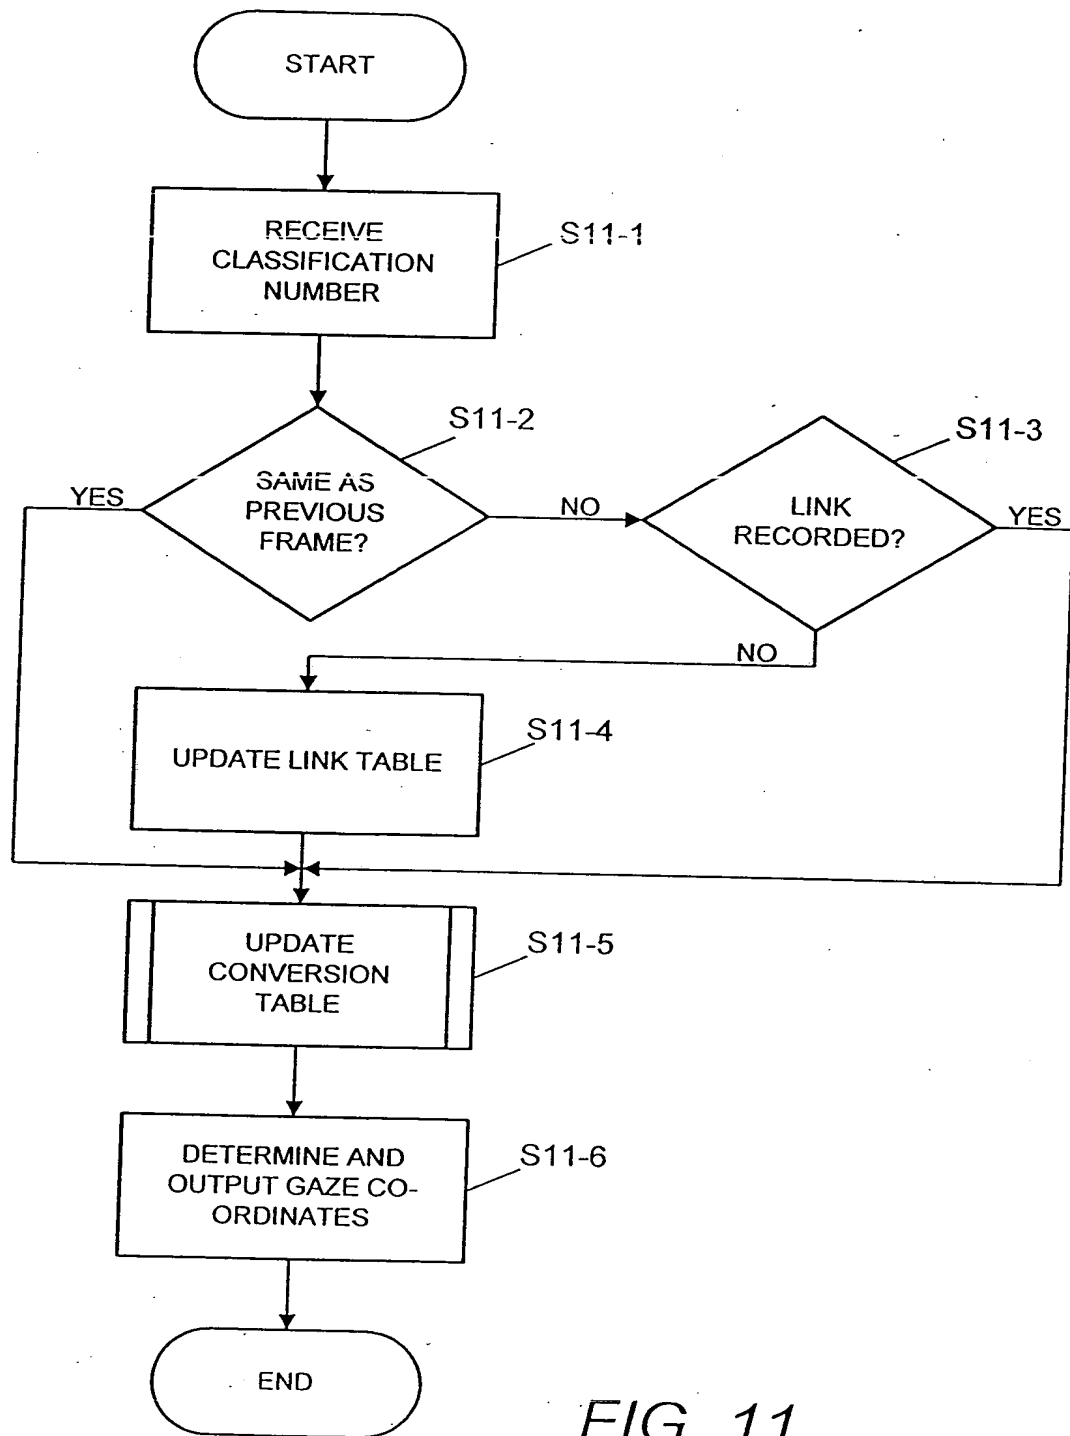 START
RECEIVE
CLASSIFICATION
NUMBER
S11-1
S11-2
SAME AS
PREVIOUS
FRAME?
YES
NO
S11-3
LINK
RECORDED?
YES
NO
UPDATE LINK TABLE
S11-4
UPDATE
CONVERSION
TABLE
S11-5
DETERMINE AND
OUTPUT GAZE CO-
ORDINATES
S11-6
END
FIG. 11